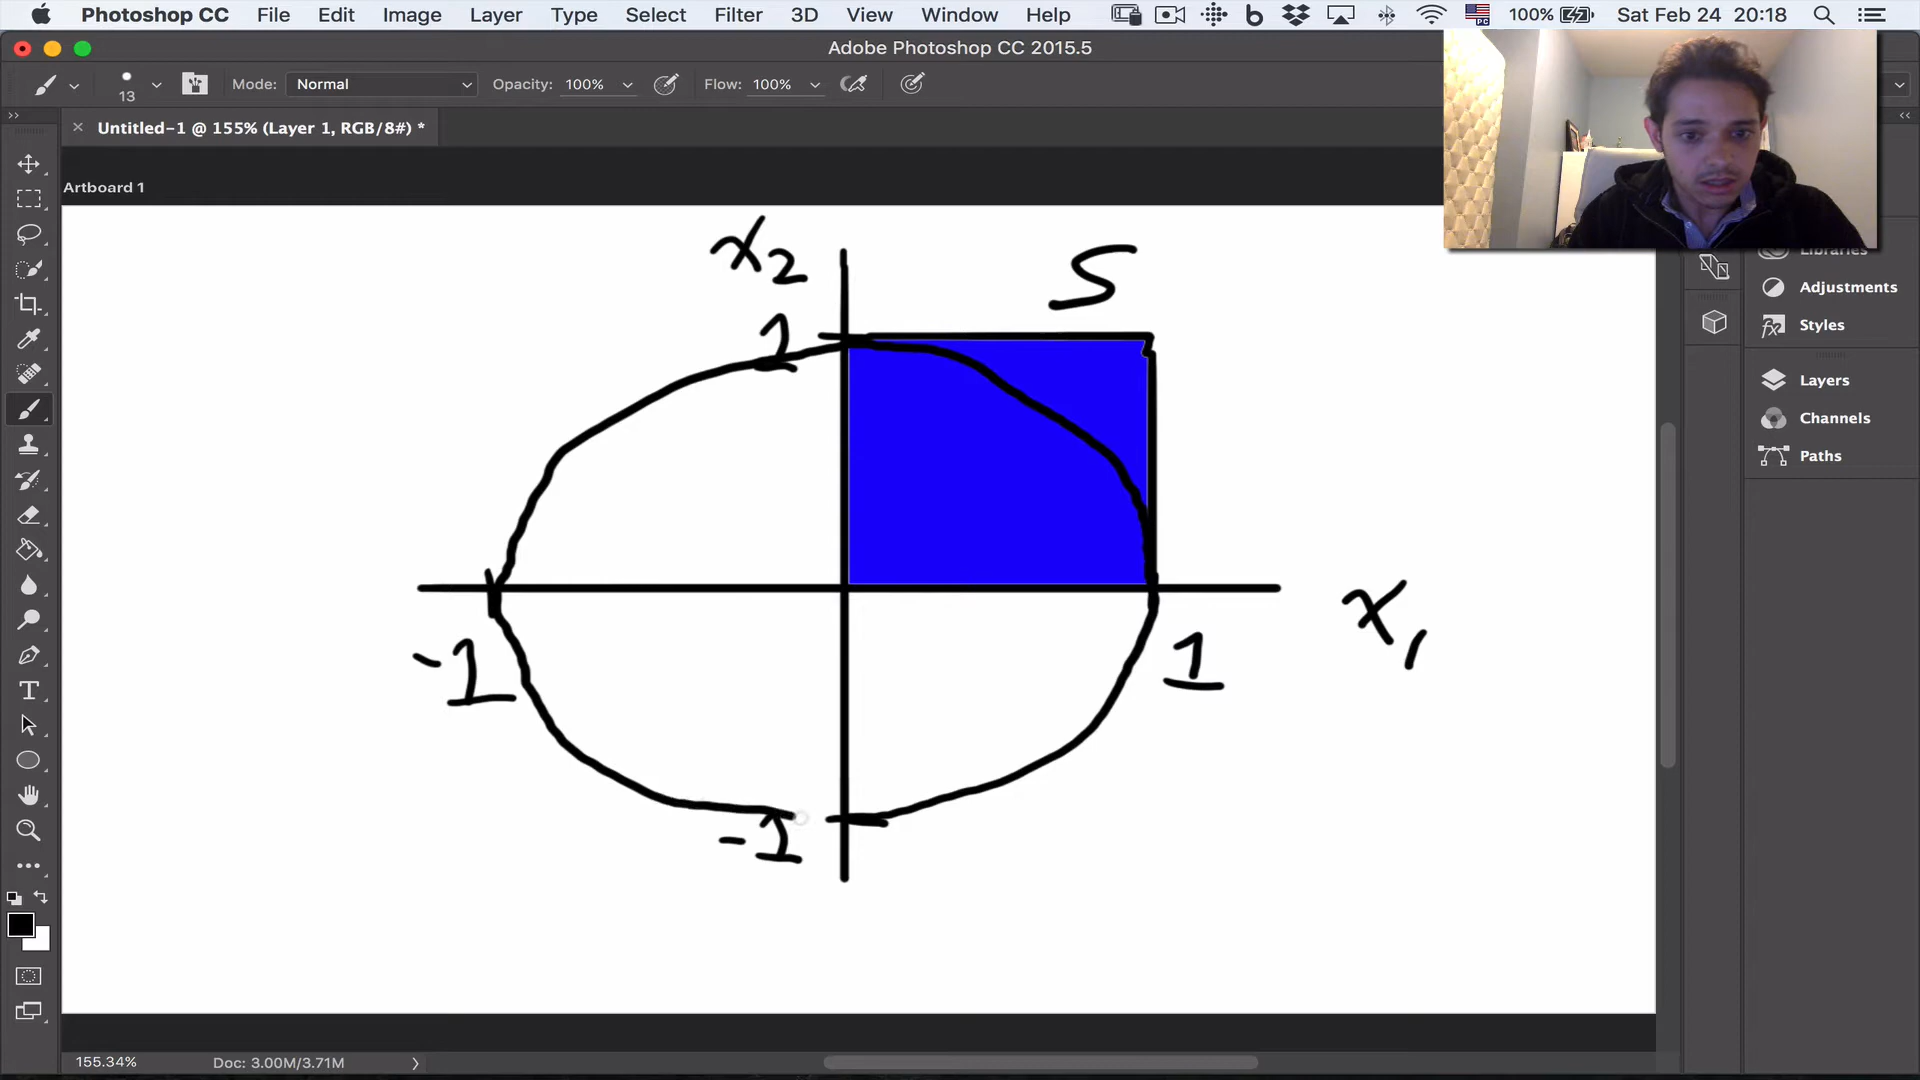 Photoshop CC File Edit Image Layer Type Select Filter 3D View Window Help 100% Sat Feb 24 20:18
Adobe Photoshop CC 2015.5
13 Mode: Normal Opacity: 100% Flow: 100%
Untitled-1 @ 155% (Layer 1, RGB/8#) *
Artboard 1
Libraries
Adjustments
Styles
Layers
Channels
Paths
x2
S
1
x1
-1
1
-1
155.34% Doc: 3.00M/3.71M